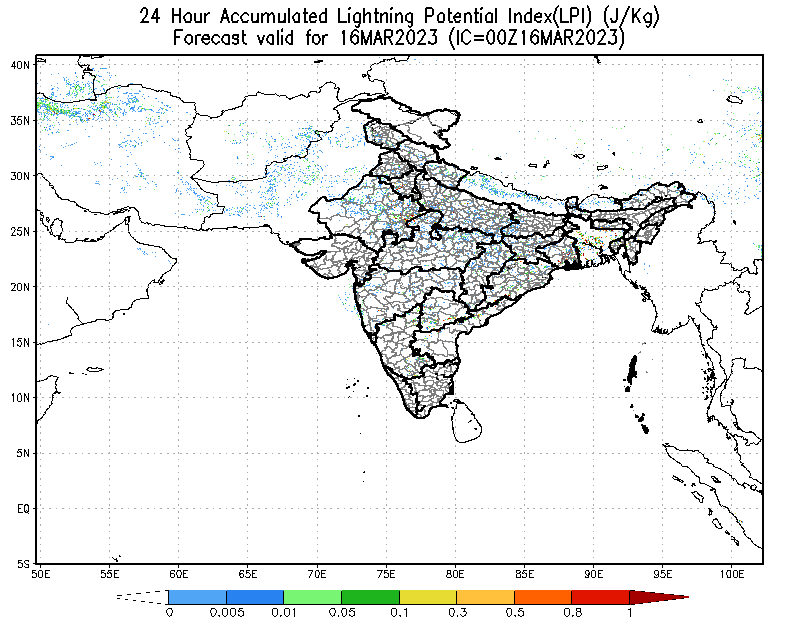 24 Hour Accumulated Lightning Potential Index(LPI) (J/Kg)
Forecast valid for 16MAR2023 (IC=00Z16MAR2023)
40N
35N
30N
25N
20N
15N
10N
5N
EQ
5S
50E 55E 60E 65E 70E 75E 80E 85E 90E 95E 100E
0 0.005 0.01 0.05 0.1 0.3 0.5 0.8 1